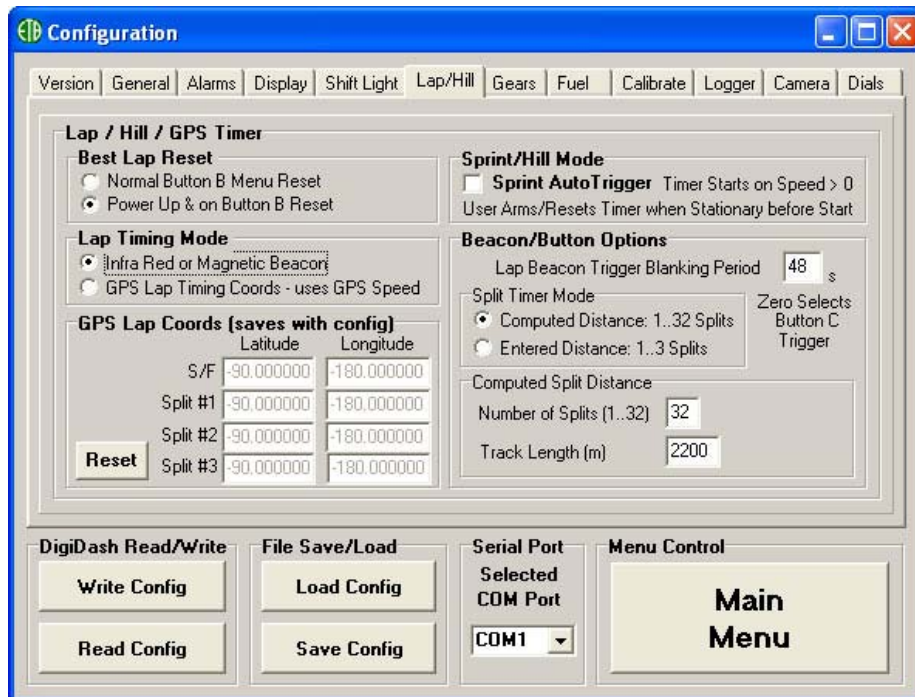 ETB Configuration
Version General Alarms Display Shift Light Lap/Hill Gears Fuel Calibrate Logger Camera Dials
Lap / Hill / GPS Timer
Best Lap Reset
Normal Button B Menu Reset
Power Up & on Button B Reset
Lap Timing Mode
Infra Red or Magnetic Beacon
GPS Lap Timing Coords - uses GPS Speed
GPS Lap Coords (saves with config)
Latitude Longitude
S/F -90.000000 -180.000000
Split #1 -90.000000 -180.000000
Split #2 -90.000000 -180.000000
Split #3 -90.000000 -180.000000
Reset
Sprint/Hill Mode
Sprint AutoTrigger Timer Starts on Speed > 0
User Arms/Resets Timer when Stationary before Start
Beacon/Button Options
Lap Beacon Trigger Blanking Period 48 s
Split Timer Mode
Computed Distance: 1..32 Splits
Entered Distance: 1..3 Splits
Zero Selects
Button C
Trigger
Computed Split Distance
Number of Splits (1..32) 32
Track Length (m) 2200
DigiDash Read/Write
Write Config
Read Config
File Save/Load
Load Config
Save Config
Serial Port
Selected
COM Port
COM1
Menu Control
Main
Menu